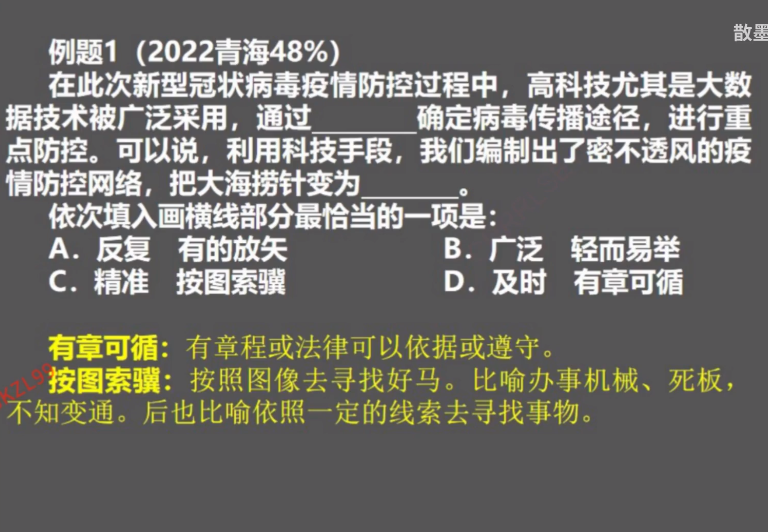 散墨
例题1（2022青海48%）
在此次新型冠状病毒疫情防控过程中，高科技尤其是大数
据技术被广泛采用，通过________确定病毒传播途径，进行重
点防控。可以说，利用科技手段，我们编制出了密不透风的疫
情防控网络，把大海捞针变为________。
依次填入画横线部分最恰当的一项是：
A．反复　有的放矢
B．广泛　轻而易举
C．精准　按图索骥
D．及时　有章可循
有章可循：有章程或法律可以依据或遵守。
按图索骥：按照图像去寻找好马。比喻办事机械、死板，
不知变通。后也比喻依照一定的线索去寻找事物。